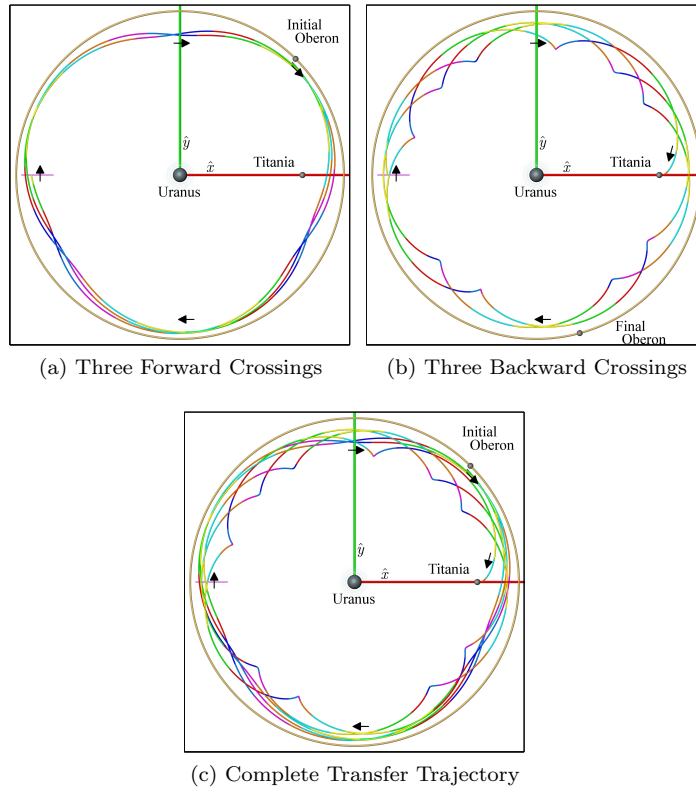 Initial
Oberon
ŷ
x̂
Titania
Uranus
(a) Three Forward Crossings
ŷ
x̂
Titania
Uranus
Final
Oberon
(b) Three Backward Crossings
Initial
Oberon
ŷ
x̂
Titania
Uranus
(c) Complete Transfer Trajectory